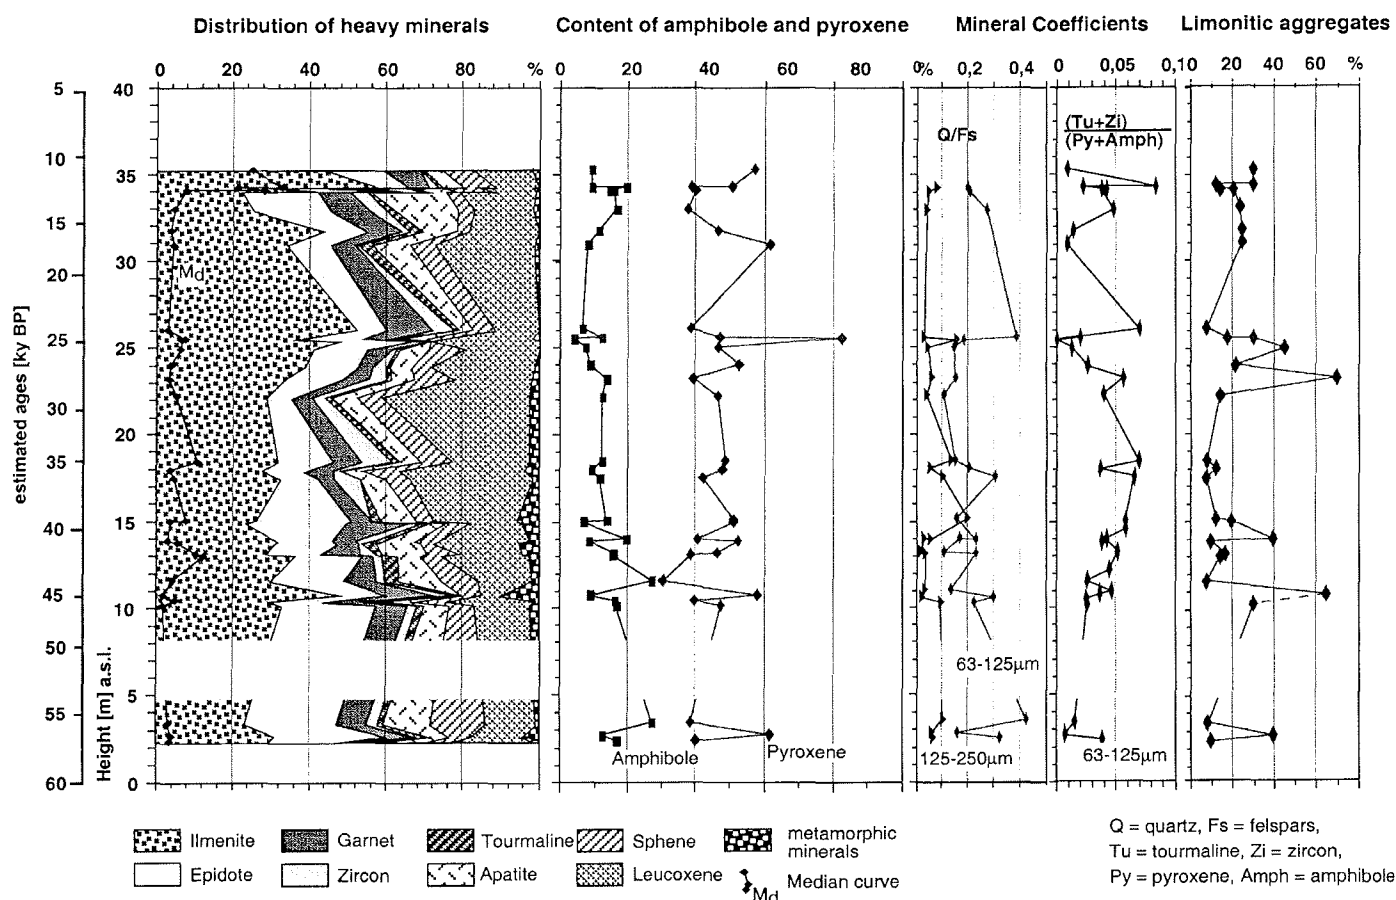 Distribution of heavy minerals
Content of amphibole and pyroxene
Mineral Coefficients
Limonitic aggregates
0 20 40 60 80 %
0 20 40 60 80
0% 0,2 0,4
0 0,05 0,1
10 20 40 60 %
5
10
15
20
25
30
35
40
45
50
55
60
estimated ages [ky BP]
40
35
30
25
20
15
10
5
0
Height [m] a.s.l.
Md
Amphibole
Pyroxene
Q/Fs
63-125µm
125-250µm
(Tu+Zi)
(Py+Amph)
63-125µm
Ilmenite
Garnet
Tourmaline
Sphene
metamorphic
minerals
Epidote
Zircon
Apatite
Leucoxene
Md
Median curve
Q = quartz, Fs = felspars,
Tu = tourmaline, Zi = zircon,
Py = pyroxene, Amph = amphibole